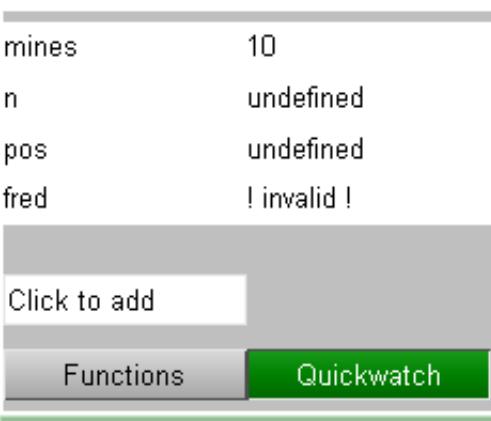 mines 10
n undefined
pos undefined
fred ! invalid !
Click to add
Functions Quickwatch